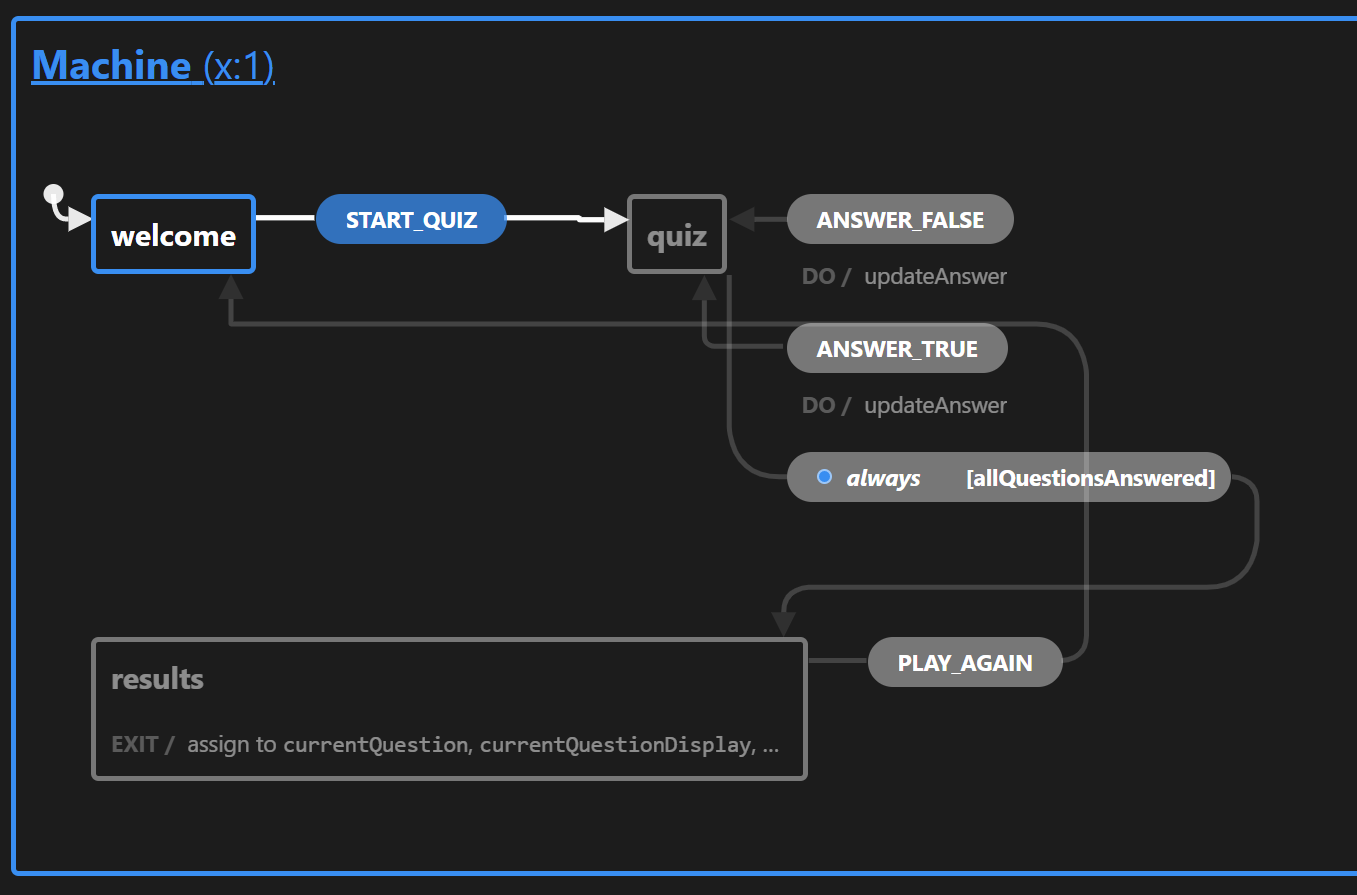 Machine (x:1)
welcome
START_QUIZ
quiz
ANSWER_FALSE
DO / updateAnswer
ANSWER_TRUE
DO / updateAnswer
always [allQuestionsAnswered]
results
EXIT / assign to currentQuestion, currentQuestionDisplay, ...
PLAY_AGAIN